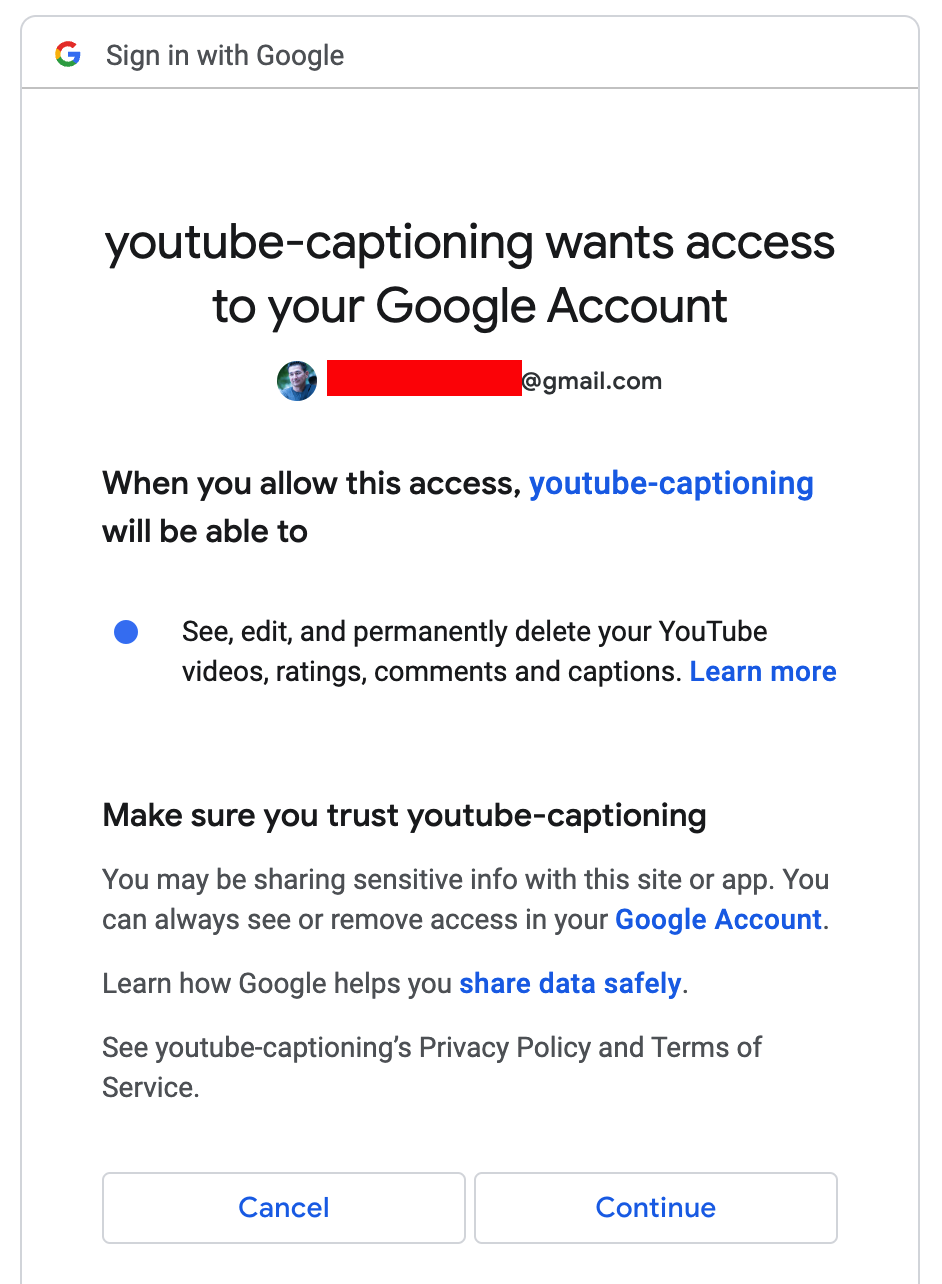 Sign in with Google
youtube-captioning wants access
to your Google Account
@gmail.com
When you allow this access, youtube-captioning
will be able to
See, edit, and permanently delete your YouTube
videos, ratings, comments and captions. Learn more
Make sure you trust youtube-captioning
You may be sharing sensitive info with this site or app. You
can always see or remove access in your Google Account.
Learn how Google helps you share data safely.
See youtube-captioning’s Privacy Policy and Terms of
Service.
Cancel
Continue